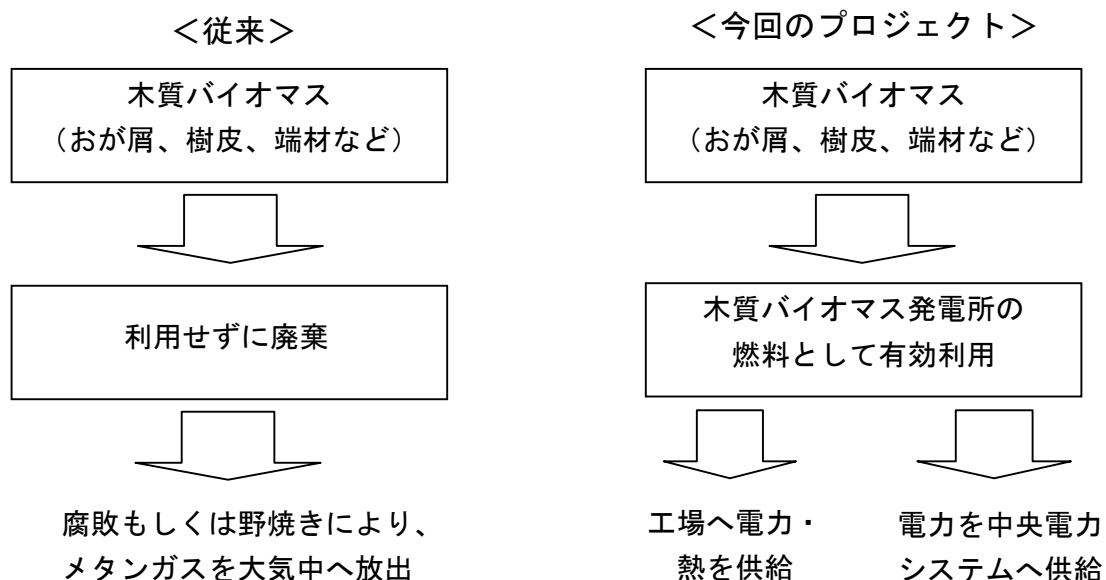 ＜従来＞
木質バイオマス
（おが屑、樹皮、端材など）
利用せずに廃棄
腐敗もしくは野焼きにより、
メタンガスを大気中へ放出
＜今回のプロジェクト＞
木質バイオマス
（おが屑、樹皮、端材など）
木質バイオマス発電所の
燃料として有効利用
工場へ電力・
熱を供給
電力を中央電力
システムへ供給